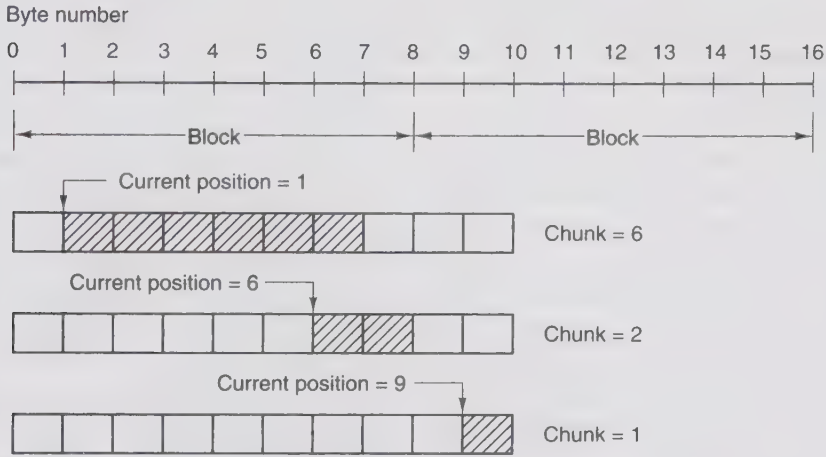 Byte number
0 1 2 3 4 5 6 7 8 9 10 11 12 13 14 15 16
Block Block
Current position = 1
Chunk = 6
Current position = 6
Chunk = 2
Current position = 9
Chunk = 1